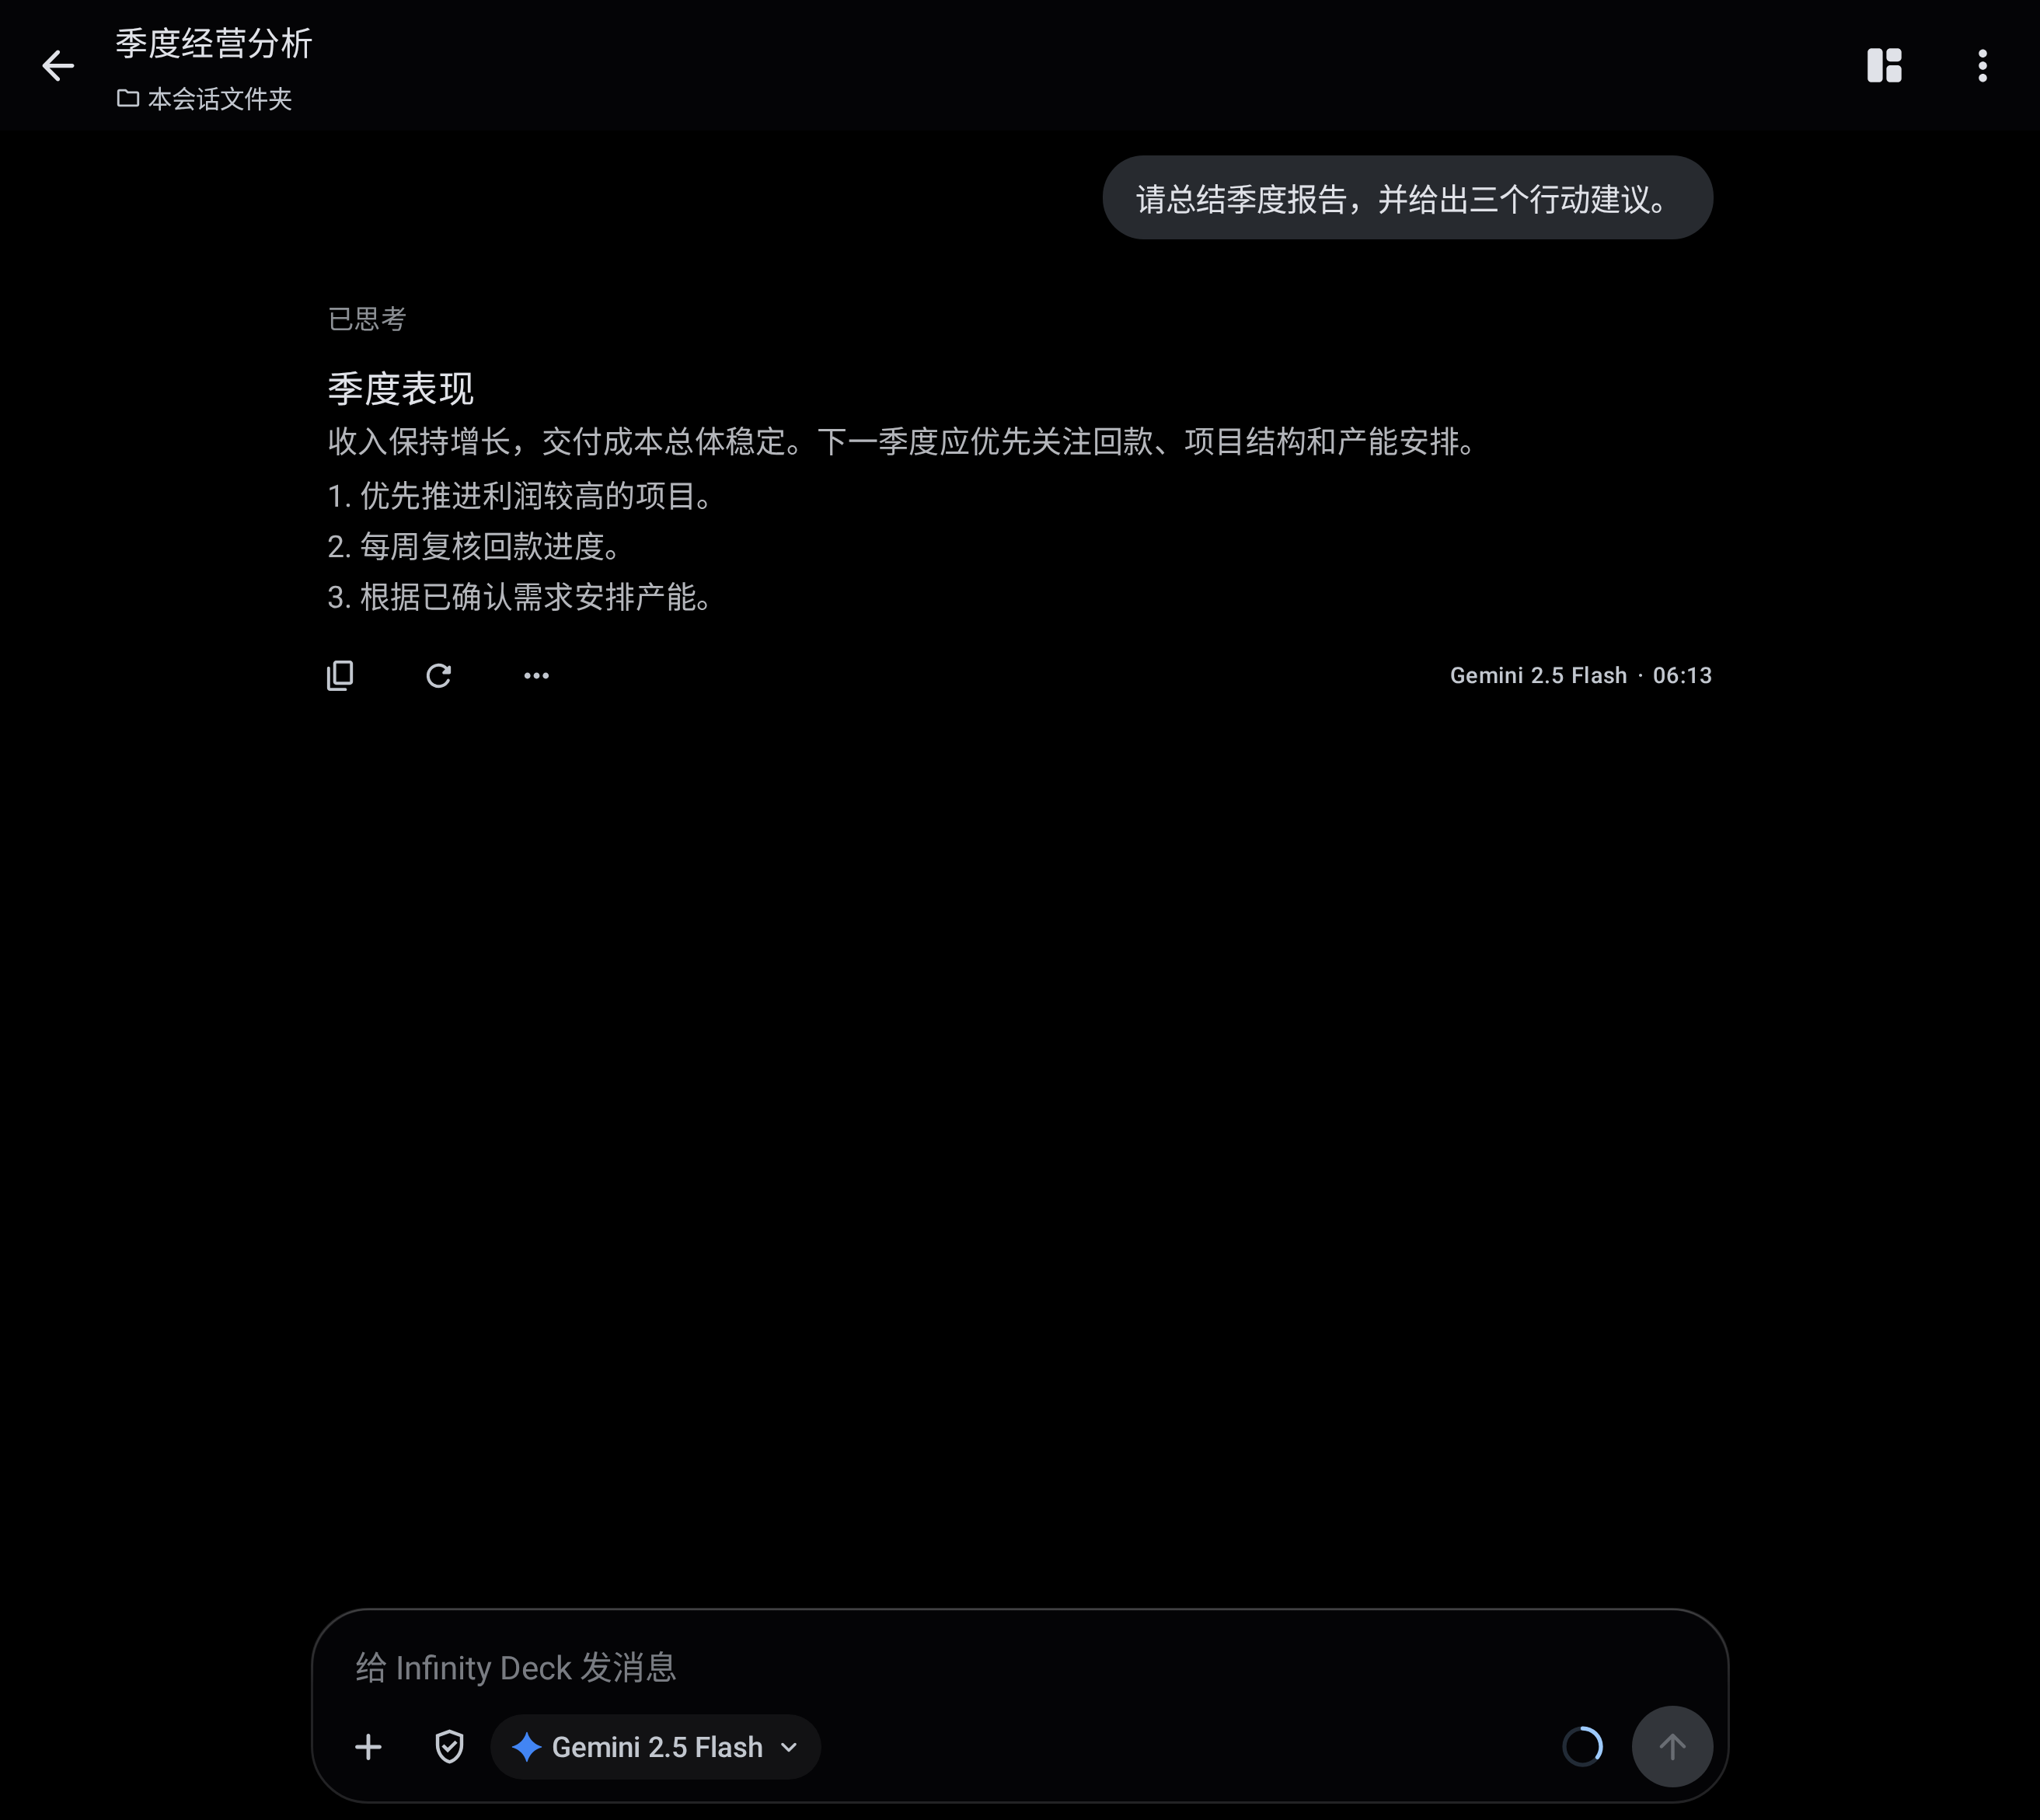 季度经营分析
本会话文件夹
请总结季度报告，并给出三个行动建议。
已思考
季度表现
收入保持增长，交付成本总体稳定。下一季度应优先关注回款、项目结构和产能安排。
1. 优先推进利润较高的项目。
2. 每周复核回款进度。
3. 根据已确认需求安排产能。
Gemini 2.5 Flash · 06:13
给 Infinity Deck 发消息
Gemini 2.5 Flash